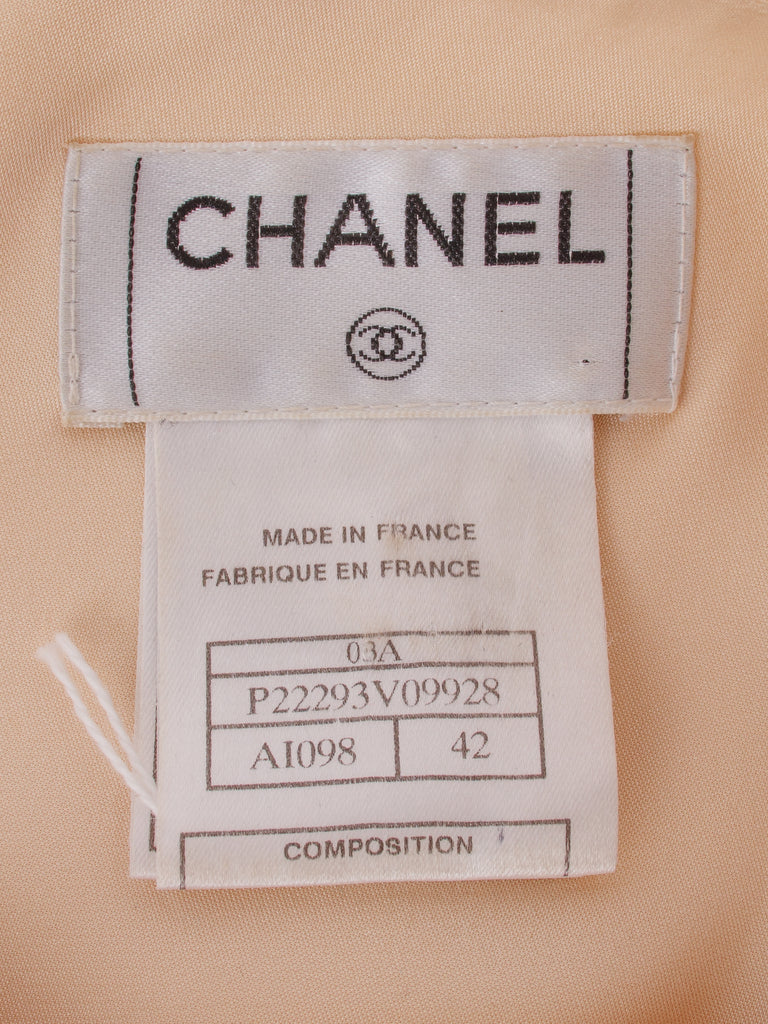 CHANEL
MADE IN FRANCE
FABRIQUE EN FRANCE
03A
P22293V09928
AI098 42
COMPOSITION